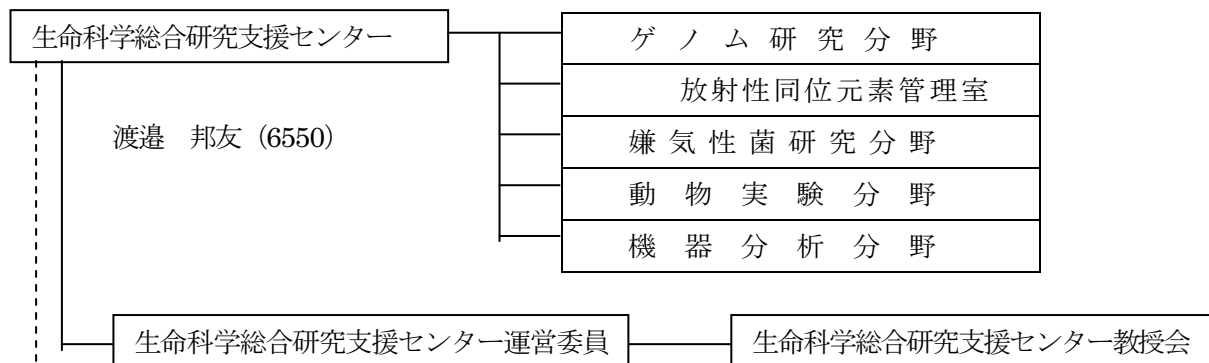 生命科学総合研究支援センター
ゲノム研究分野
放射性同位元素管理室
渡邉　邦友（6550）
嫌気性菌研究分野
動物実験分野
機器分析分野
生命科学総合研究支援センター運営委員
生命科学総合研究支援センター教授会